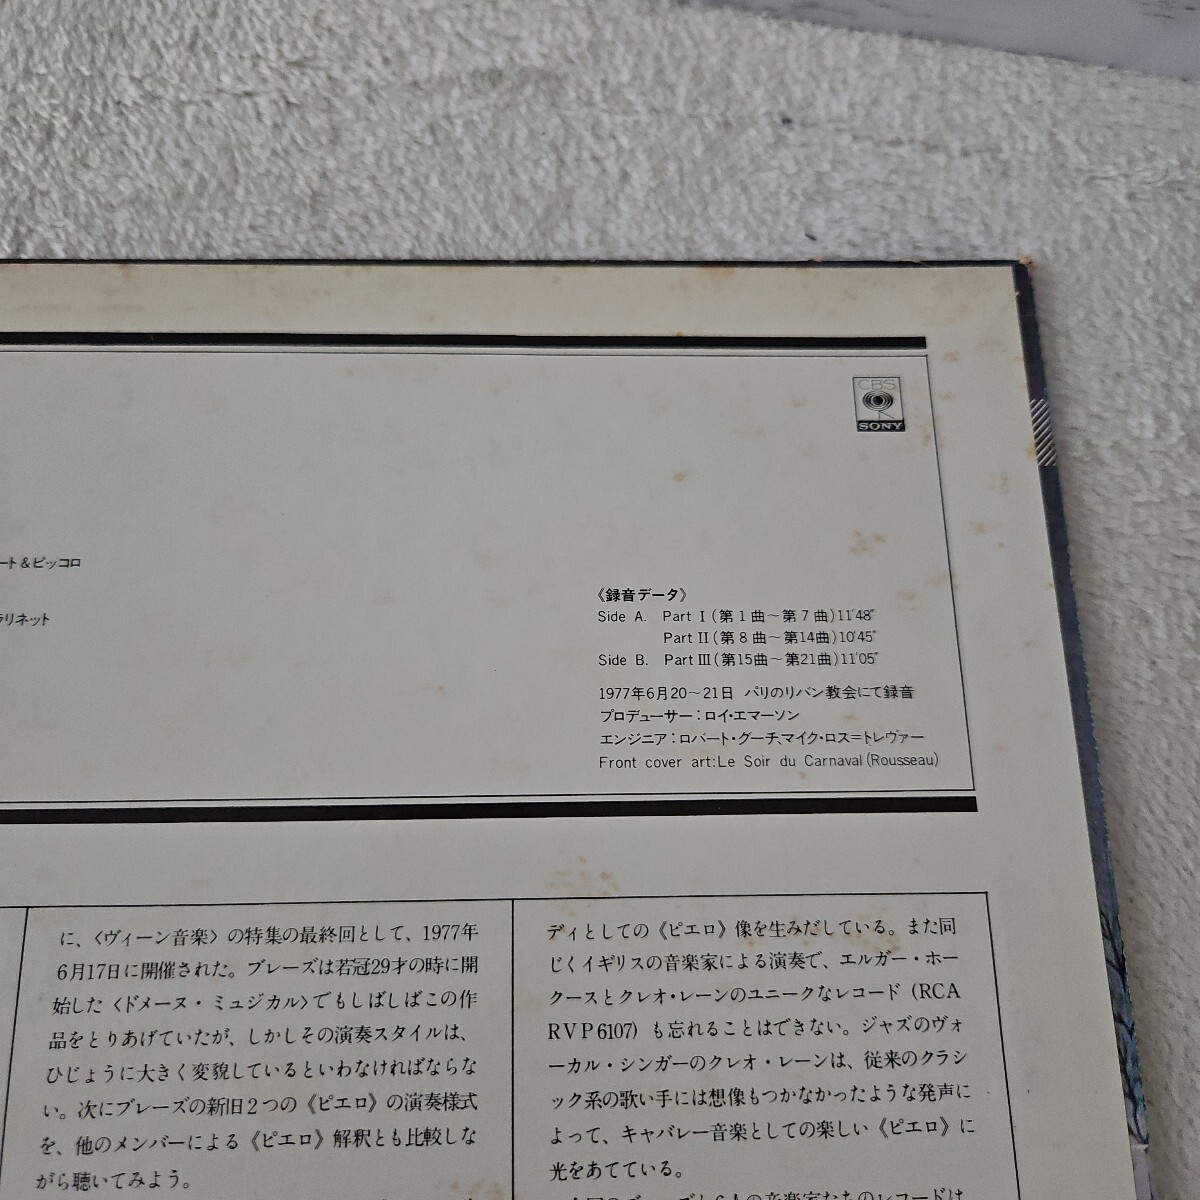 CBS
SONY
ート&ピッコロ
ラリネット
《録音データ》
Side A. Part I (第1曲〜第7曲)11'48"
Part II (第8曲〜第14曲)10'45"
Side B. Part III (第15曲〜第21曲)11'05"
1977年6月20〜21日 パリのリバン教会にて録音
プロデューサー:ロイ・エマーソン
エンジニア:ロバート・グーチ、マイク・ロス=トレヴァー
Front cover art:Le Soir du Carnaval (Rousseau)
に、〈ヴィーン音楽〉の特集の最終回として、1977年
6月17日に開催された。ブレーズは若冠29才の時に開
始した〈ドメーヌ・ミュジカル〉でもしばしばこの作
品をとりあげていたが、しかしその演奏スタイルは、
ひじょうに大きく変貌しているといわなければならな
い。次にブレーズの新旧2つの《ピエロ》の演奏様式
を、他のメンバーによる《ピエロ》解釈とも比較しな
がら聴いてみよう。
ディとしての《ピエロ》像を生みだしている。また同
じくイギリスの音楽家による演奏で、エルガー・ホー
クースとクレオ・レーンのユニークなレコード (RCA
RVP6107) も忘れることはできない。ジャズのヴォ
ーカル・シンガーのクレオ・レーンは、従来のクラシ
ック系の歌い手には想像もつかなかったような発声に
よって、キャバレー音楽としての楽しい《ピエロ》に
光をあてている。